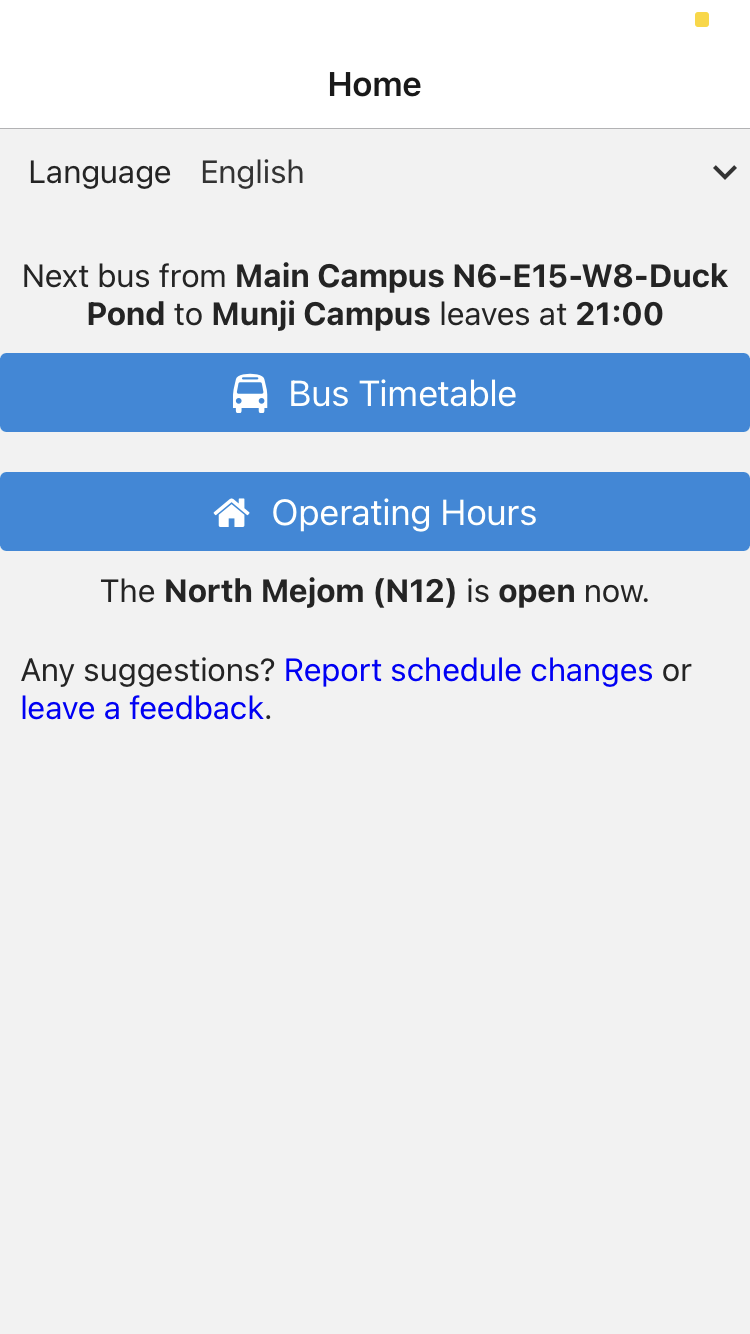 Home
Language English
Next bus from Main Campus N6-E15-W8-Duck
Pond to Munji Campus leaves at 21:00
Bus Timetable
Operating Hours
The North Mejom (N12) is open now.
Any suggestions? Report schedule changes or
leave a feedback.